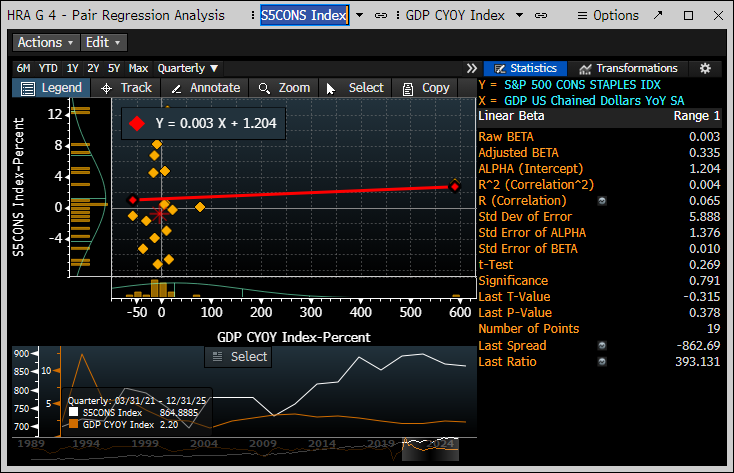 HRA G 4 - Pair Regression Analysis
S5CONS Index
GDP CYOY Index
Options
Actions
Edit
6M YTD 1Y 2Y 5Y Max Quarterly
Legend
Track
Annotate
Zoom
Select
Copy
Statistics
Transformations
S5CONS Index-Percent
12
8
4
0
-4
Y = 0.003 X + 1.204
-50 0 100 200 300 400 500 600
GDP CYOY Index-Percent
Y = S&P 500 CONS STAPLES IDX
X = GDP US Chained Dollars YoY SA
Linear Beta Range 1
Raw BETA 0.003
Adjusted BETA 0.335
ALPHA (Intercept) 1.204
R^2 (Correlation^2) 0.004
R (Correlation) 0.065
Std Dev of Error 5.888
Std Error of ALPHA 1.376
Std Error of BETA 0.010
t-Test 0.269
Significance 0.791
Last T-Value -0.315
Last P-Value 0.378
Number of Points 19
Last Spread -862.69
Last Ratio 393.131
Select
900
850
800
750
700
10
5
Quarterly: 03/31/21 - 12/31/25
S5CONS Index 864.8885
GDP CYOY Index 2.20
1989 1994 1999 2004 2009 2014 2019 2024